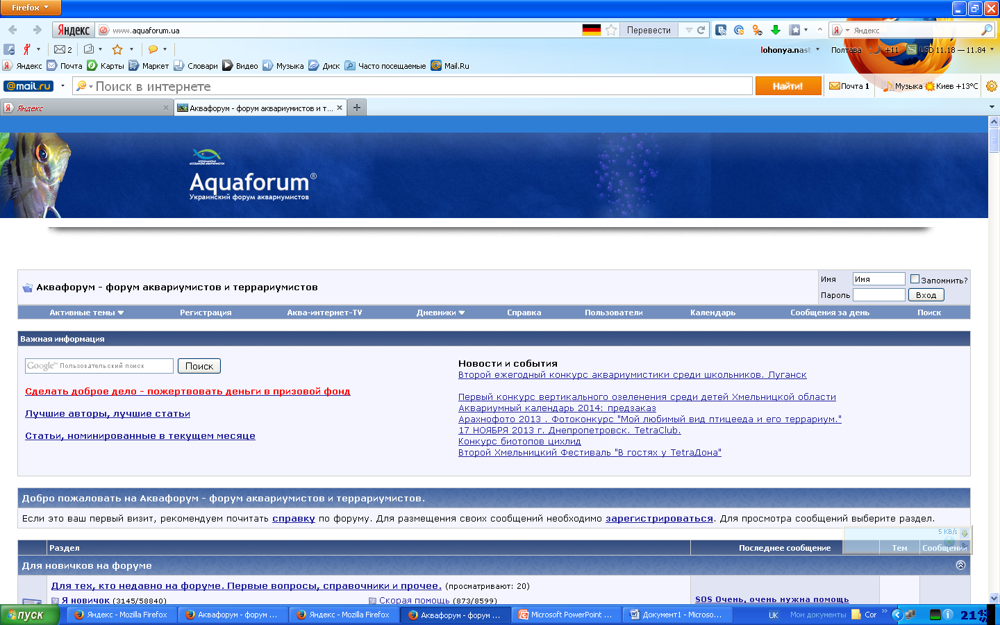 Firefox
Яндекс www.aquaforum.ua Перевести Яндекс
2 Полтава +11 USD 11.18 — 11.84
Яндекс Почта Карты Маркет Словари Видео Музыка Диск Часто посещаемые Mail.Ru
@mail.ru Поиск в интернете Найти! Почта 1 Музыка Киев +13°C
Яндекс Аквафорум - форум аквариумистов и т...
Aquaforum®
Украинский форум аквариумистов
Аквафорум - форум аквариумистов и террариумистов
Имя Имя Запомнить?
Пароль Вход
Активные темы Регистрация Аква-интернет-TV Дневники Справка Пользователи Календарь Сообщения за день Поиск
Важная информация
Google™ Пользовательский поиск Поиск
Сделать доброе дело - пожертвовать деньги в призовой фонд
Лучшие авторы, лучшие статьи
Статьи, номинированные в текущем месяце
Новости и события
Второй ежегодный конкурс аквариумистики среди школьников. Луганск
Первый конкурс вертикального озеленения среди детей Хмельницкой области
Аквариумный календарь 2014: предзаказ
Арахнофото 2013 . Фотоконкурс "Мой любимый вид птицееда и его террариум."
17 НОЯБРЯ 2013 г. Днепропетровск. TetraClub.
Конкурс биотопов цихлид
Второй Хмельницкий Фестиваль "В гостях у TetraДона"
Добро пожаловать на Аквафорум - форум аквариумистов и террариумистов.
Если это ваш первый визит, рекомендуем почитать справку по форуму. Для размещения своих сообщений необходимо зарегистрироваться. Для просмотра сообщений выберите раздел.
5 KB/s
Раздел Последнее сообщение Тем Сообщений
Для новичков на форуме
Для тех, кто недавно на форуме. Первые вопросы, справочники и прочее. (просматривают: 20)
Я новичок (3145/58840) Скорая помощь (873/8599)
SOS Очень, очень нужна помощь
пуск Яндекс - Mozilla Firefox Аквафорум - форум ... Яндекс - Mozilla Firefox Аквафорум - форум ... Microsoft PowerPoint ... Документ1 - Microso... UK Мои документы Cor